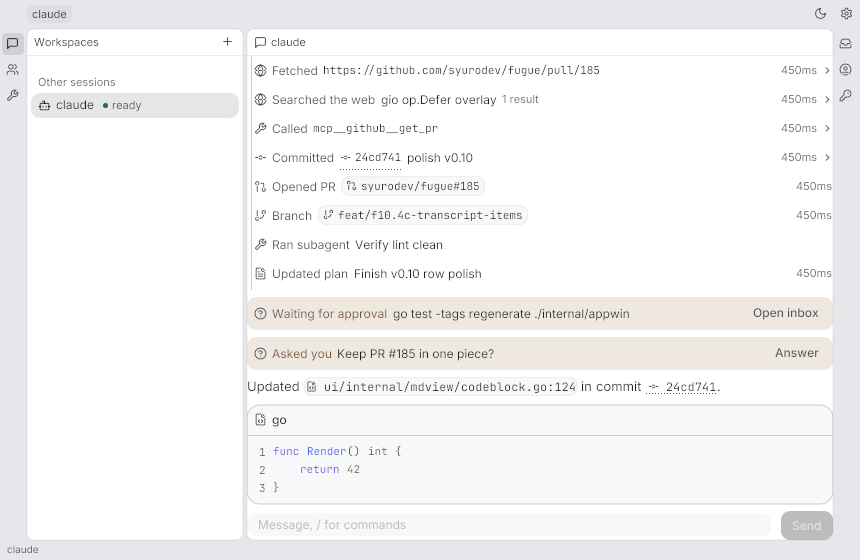 claude
Workspaces
Other sessions
claude ready
claude
Fetched https://github.com/syurodev/fugue/pull/185 450ms
Searched the web gio op.Defer overlay 1 result 450ms
Called mcp__github__get_pr 450ms
Committed 24cd741 polish v0.10 450ms
Opened PR syurodev/fugue#185 450ms
Branch feat/f10.4c-transcript-items 450ms
Ran subagent Verify lint clean
Updated plan Finish v0.10 row polish 450ms
Waiting for approval go test -tags regenerate ./internal/appwin Open inbox
Asked you Keep PR #185 in one piece? Answer
Updated ui/internal/mdview/codeblock.go:124 in commit 24cd741.
go
1 func Render() int {
2     return 42
3 }
Message, / for commands Send
claude